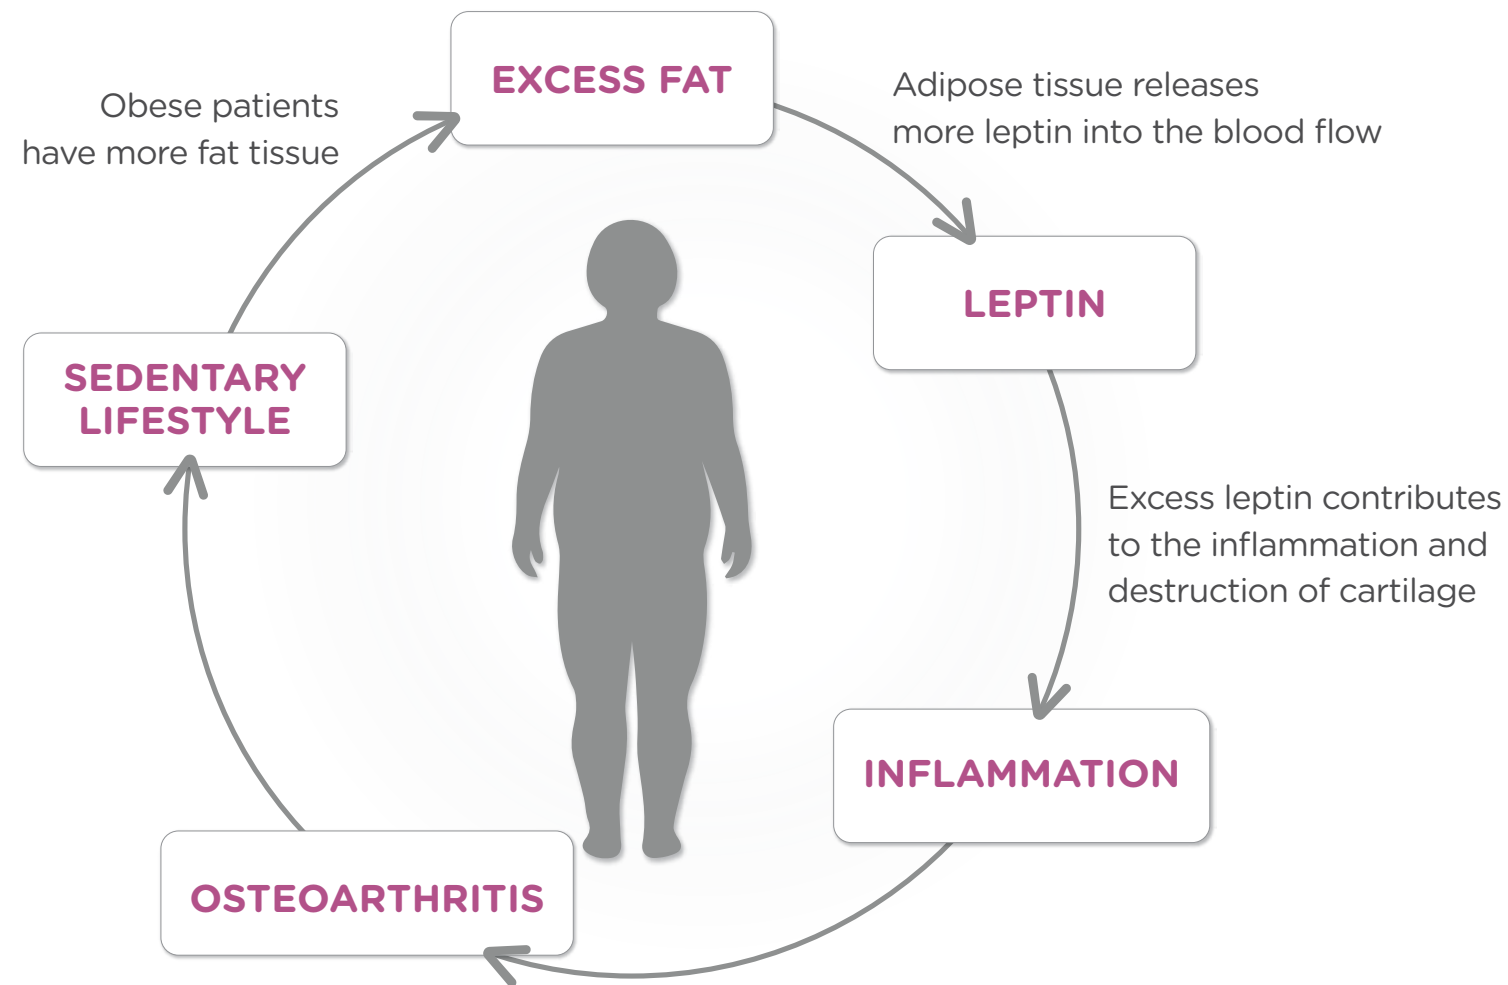 EXCESS FAT
Adipose tissue releases
more leptin into the blood flow
LEPTIN
Excess leptin contributes
to the inflammation and
destruction of cartilage
INFLAMMATION
OSTEOARTHRITIS
SEDENTARY
LIFESTYLE
Obese patients
have more fat tissue